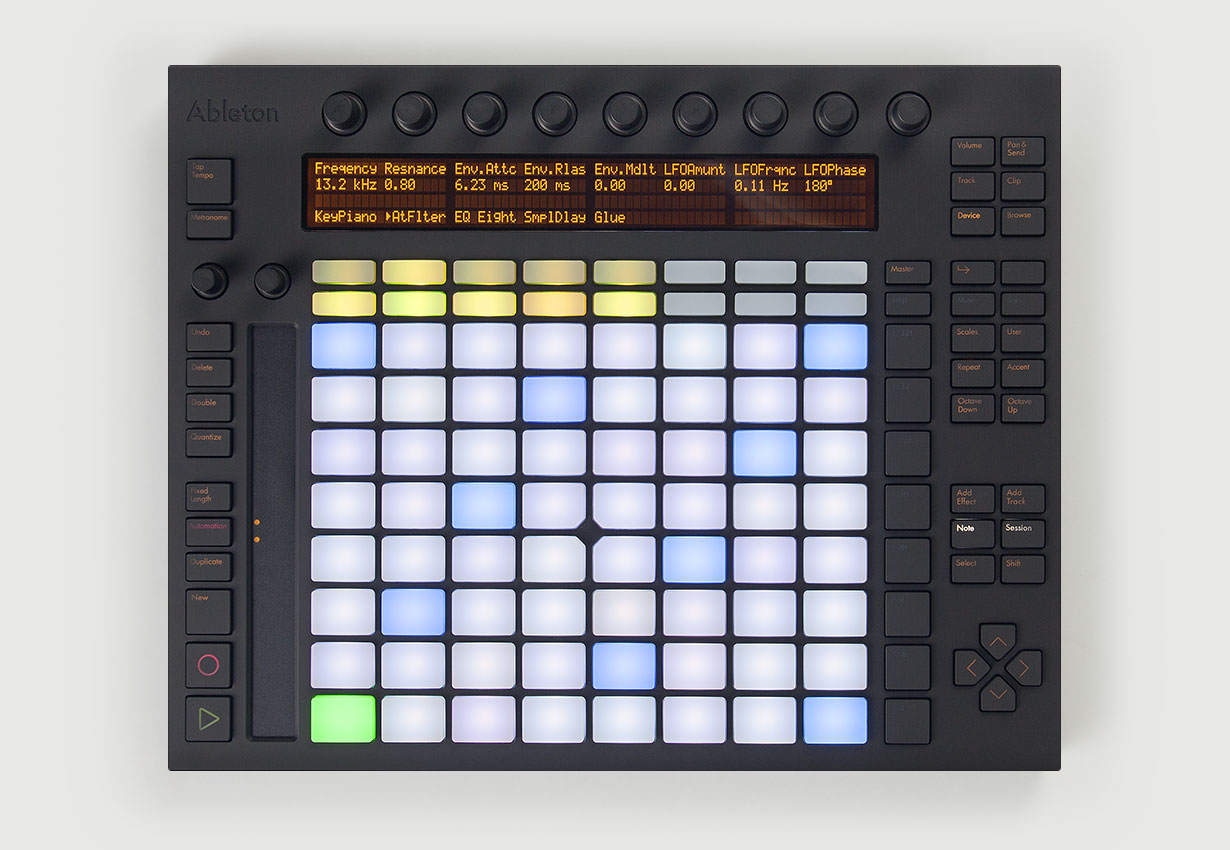 Ableton
Freqency Resnance Env.Attc Env.Rlas Env.Mdlt LFOAmunt LFOFrqnc LFOPhase
13.2 kHz 0.80 6.23 ms 200 ms 0.00 0.00 0.11 Hz 180°
KeyPiano AtFlter EQ Eight SmplDlay Glue
Tap
Tempo
Metronome
Undo
Delete
Double
Quantize
Fixed
Length
Automation
Duplicate
New
Master
Volume
Pan &
Send
Track
Clip
Device
Browse
Mute
Solo
Scales
User
Repeat
Accent
Octave
Down
Octave
Up
Add
Effect
Add
Track
Note
Session
Select
Shift